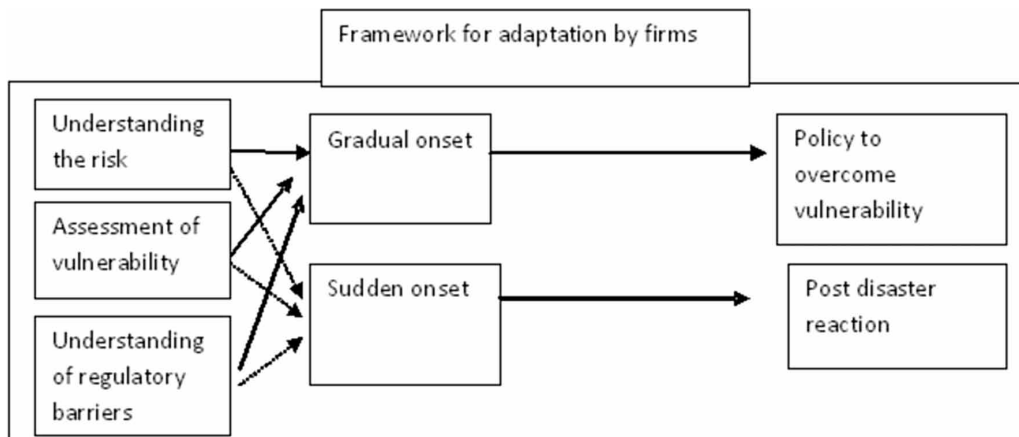 Framework for adaptation by firms
Understanding
the risk
Gradual onset
Policy to
overcome
vulnerability
Assessment of
vulnerability
Sudden onset
Post disaster
reaction
Understanding
of regulatory
barriers